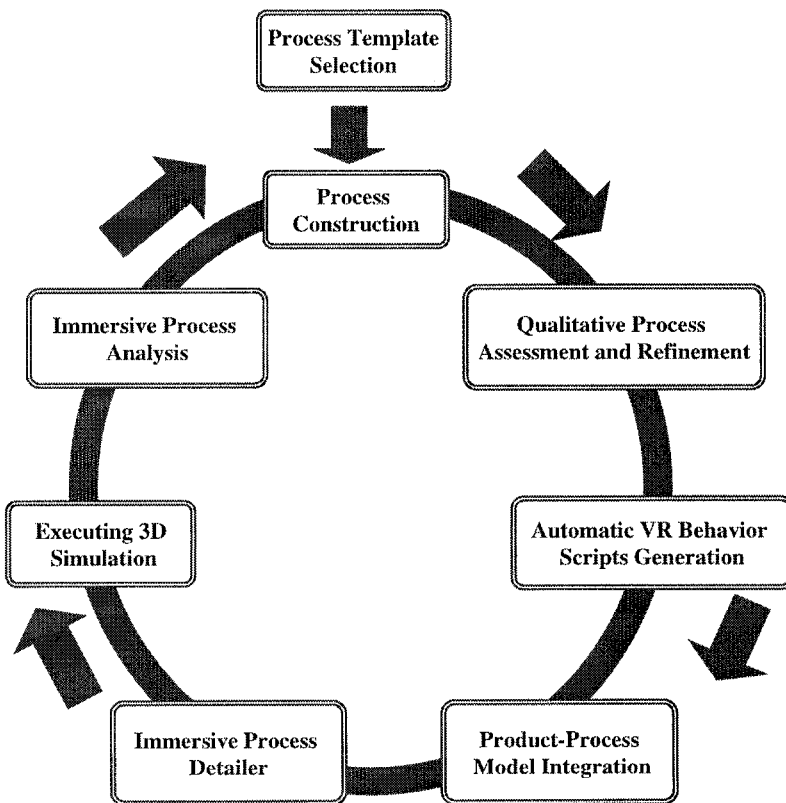 Process Template
Selection
Process
Construction
Qualitative Process
Assessment and Refinement
Automatic VR Behavior
Scripts Generation
Product-Process
Model Integration
Immersive Process
Detailer
Executing 3D
Simulation
Immersive Process
Analysis